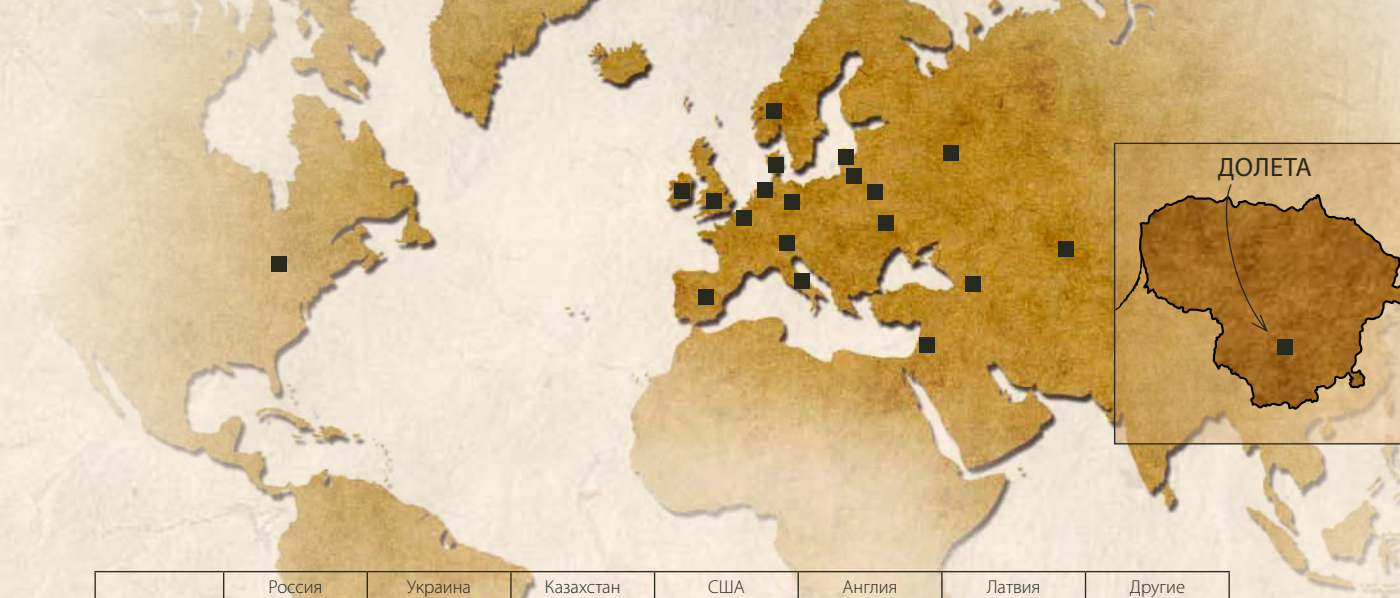 ДОЛЕТА
Россия
Украина
Казахстан
США
Англия
Латвия
Другие